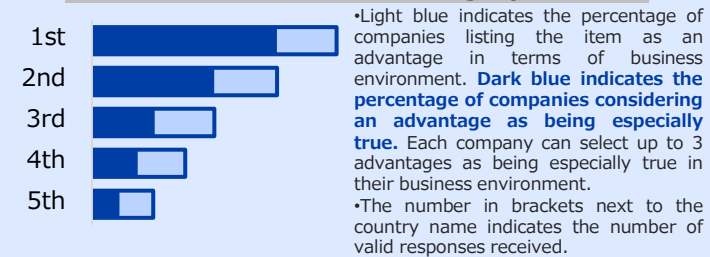 1st
2nd
3rd
4th
5th
•Light blue indicates the percentage of
companies listing the item as an
advantage in terms of business
environment. Dark blue indicates the
percentage of companies considering
an advantage as being especially
true. Each company can select up to 3
advantages as being especially true in
their business environment.
•The number in brackets next to the
country name indicates the number of
valid responses received.